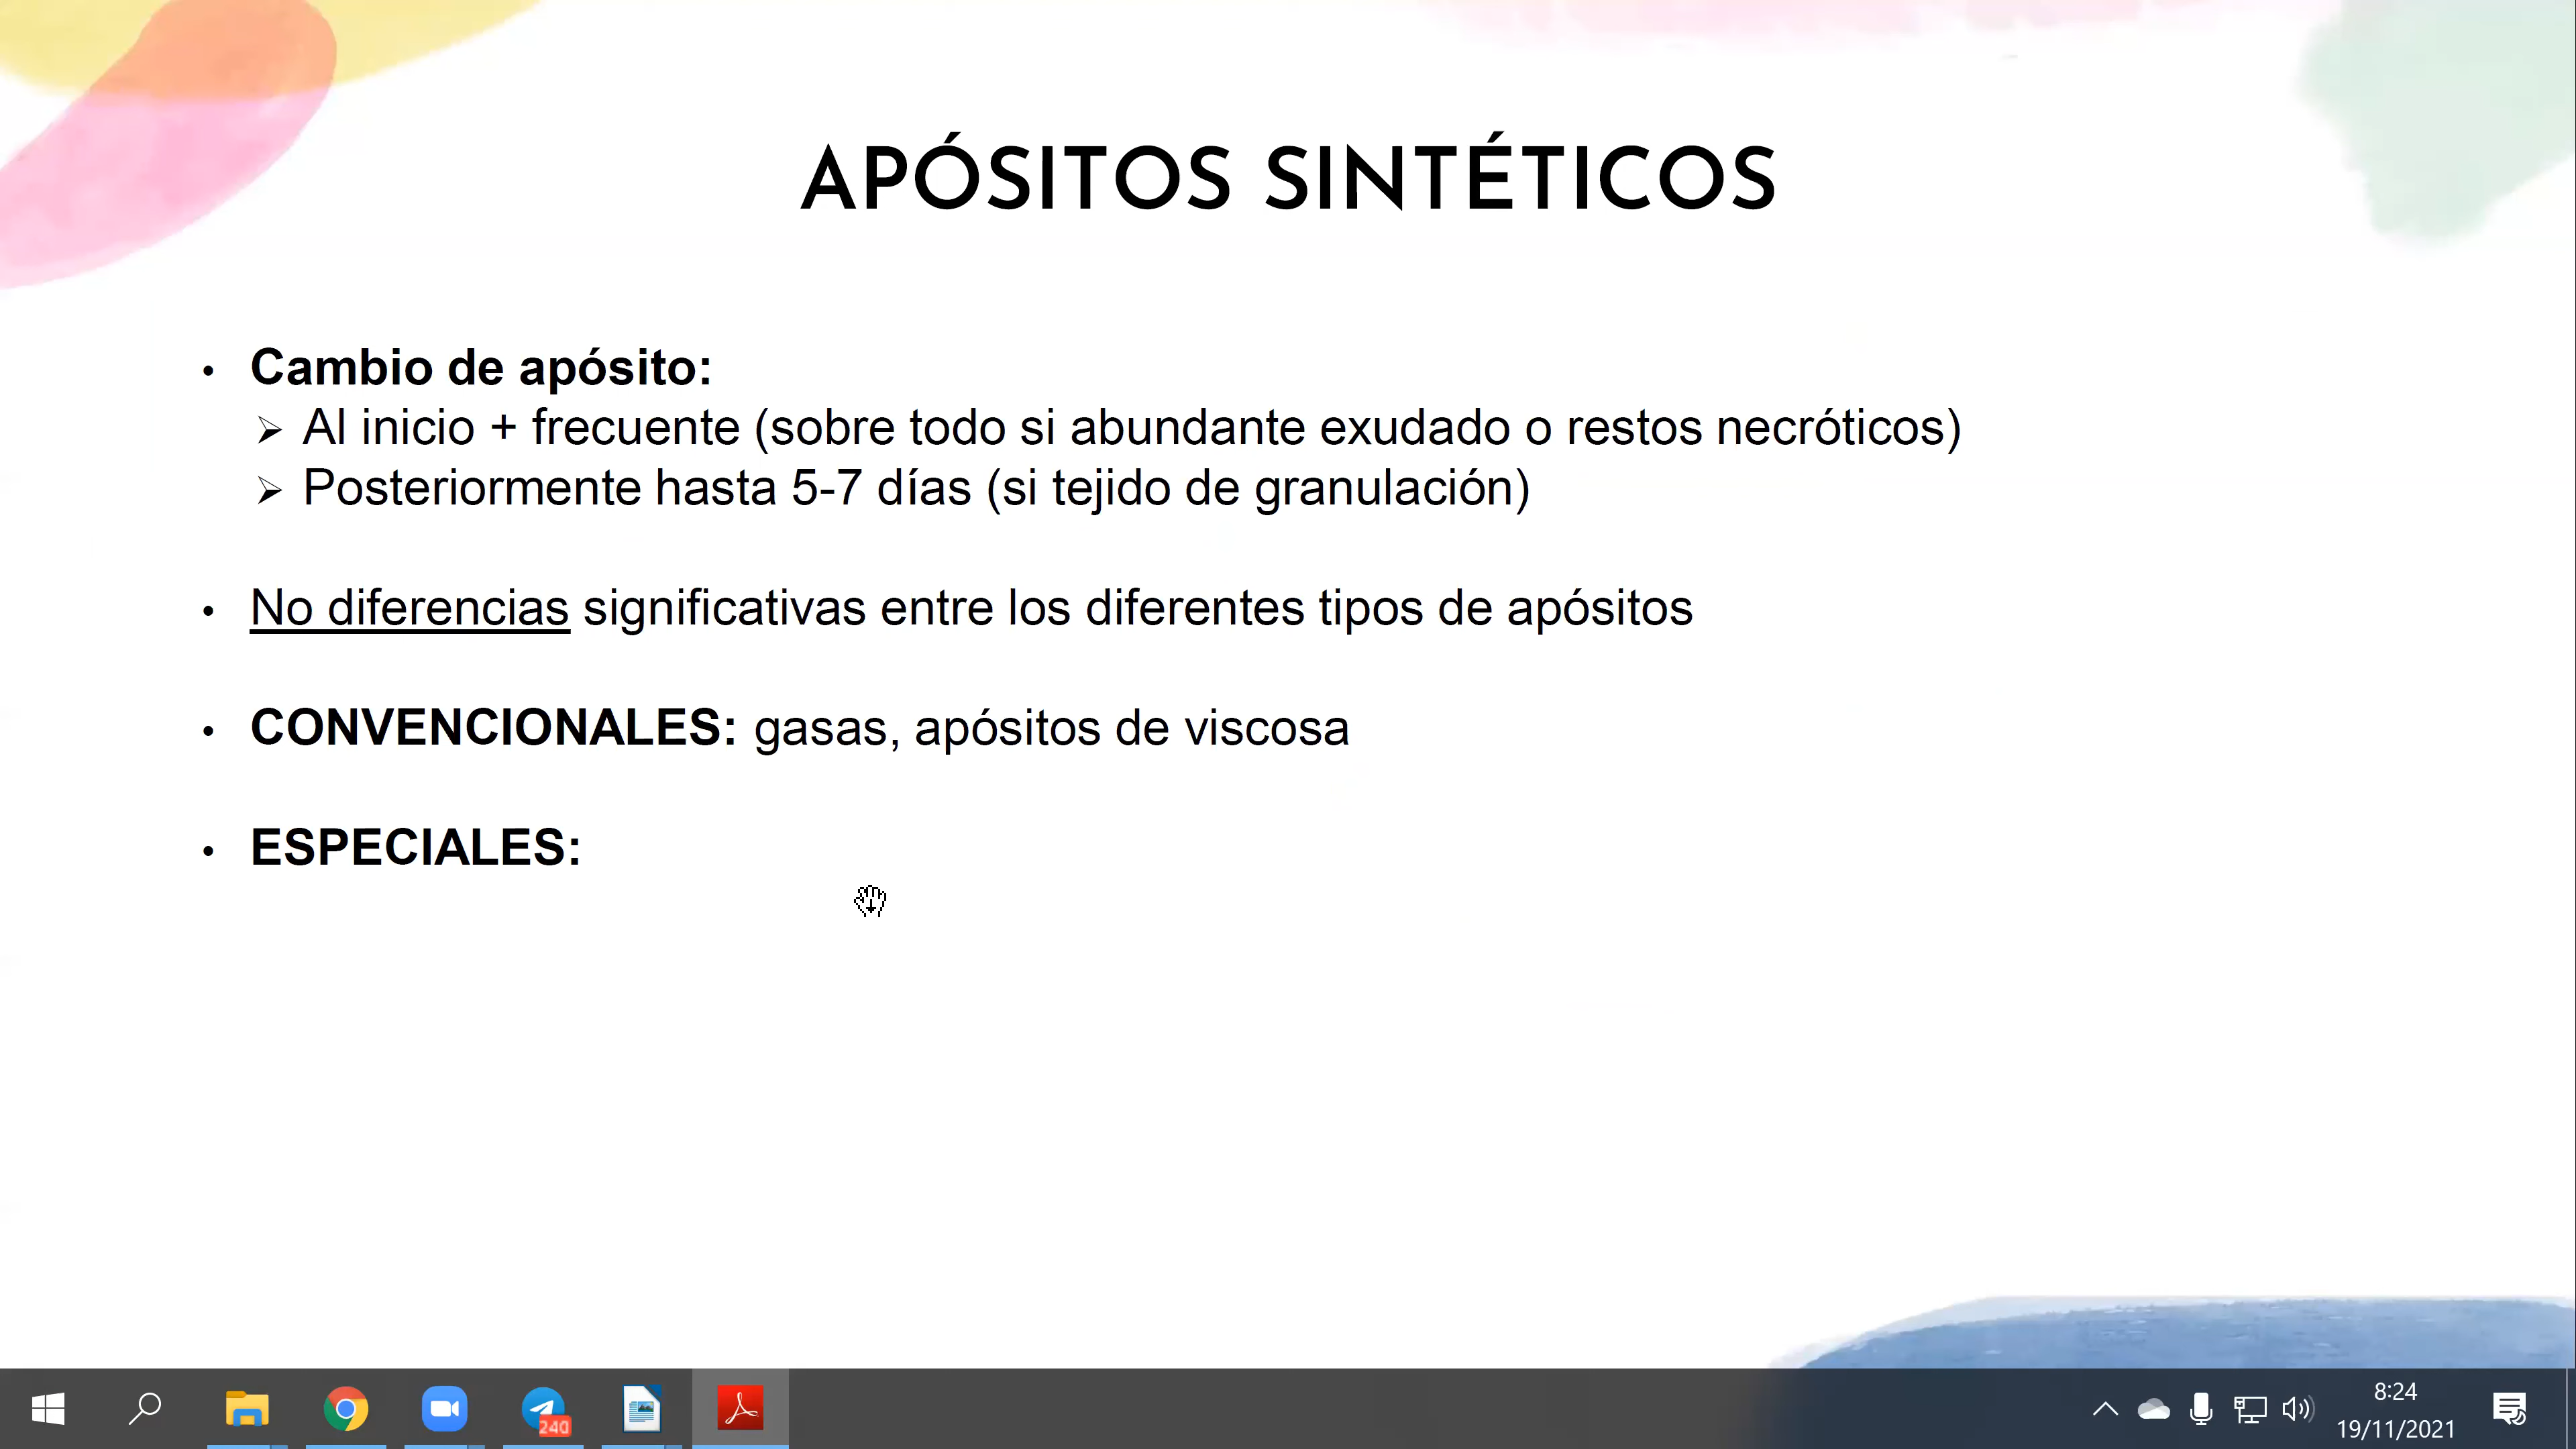 APÓSITOS SINTÉTICOS
• Cambio de apósito:
➢ Al inicio + frecuente (sobre todo si abundante exudado o restos necróticos)
➢ Posteriormente hasta 5-7 días (si tejido de granulación)
• No diferencias significativas entre los diferentes tipos de apósitos
• CONVENCIONALES: gasas, apósitos de viscosa
• ESPECIALES:
240
8:24
19/11/2021